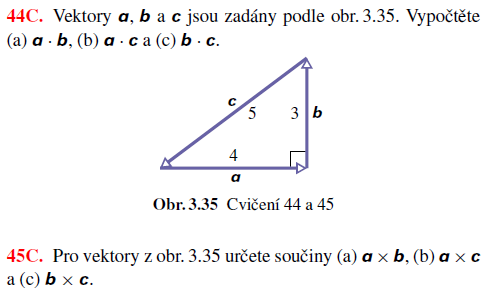 44C. Vektory a, b a c jsou zadány podle obr. 3.35. Vypočtěte
(a) a · b, (b) a · c a (c) b · c.
c
5
3
b
4
a
Obr. 3.35 Cvičení 44 a 45
45C. Pro vektory z obr. 3.35 určete součiny (a) a × b, (b) a × c
a (c) b × c.